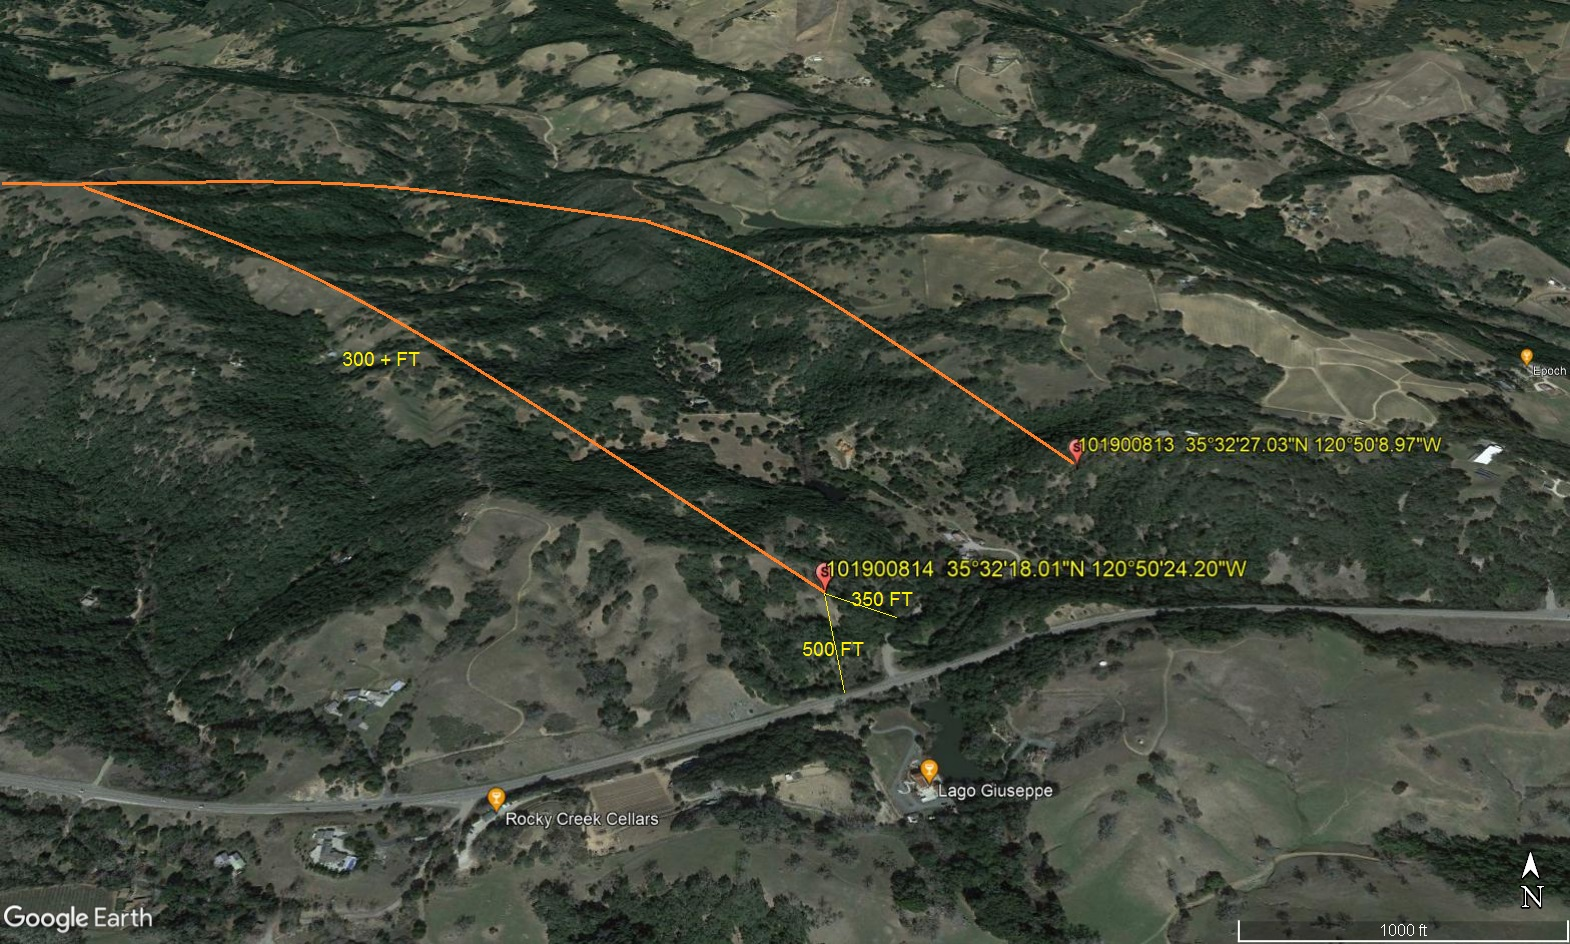 300 + FT
Epoch
101900813 35°32'27.03"N 120°50'8.97"W
101900814 35°32'18.01"N 120°50'24.20"W
350 FT
500 FT
Lago Giuseppe
Rocky Creek Cellars
N
Google Earth
1000 ft